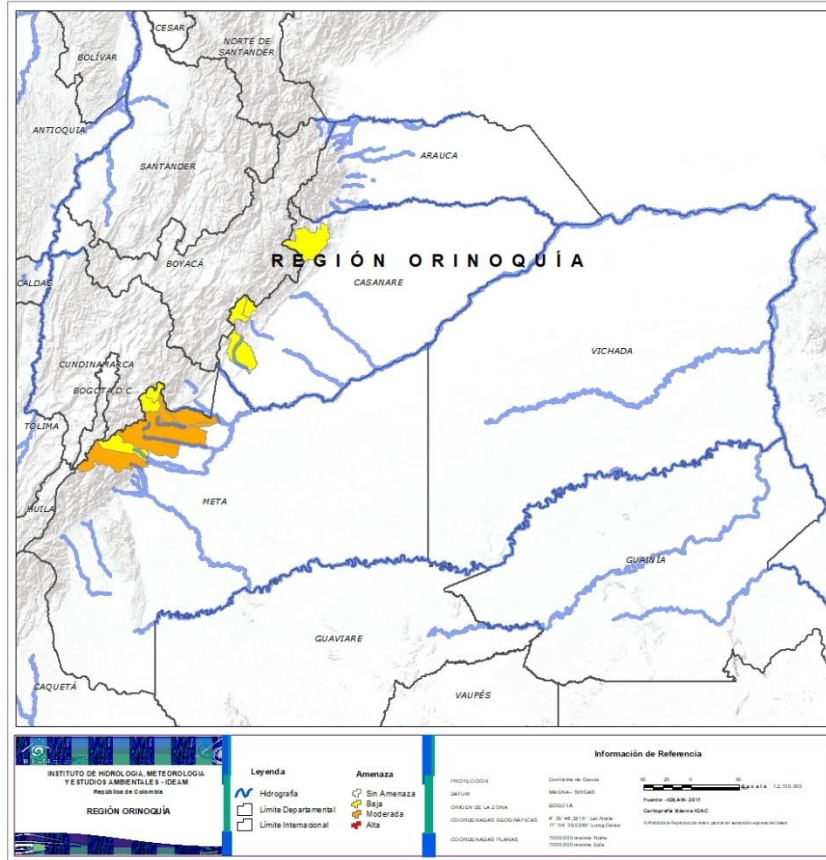 CESAR
NORTE DE
SANTANDER
BOLÍVAR
ANTIOQUIA
SANTANDER
ARAUCA
BOYACÁ
REGIÓN ORINOQUÍA
CASANARE
CALDAS
CUNDINAMARCA
BOGOTA,D.C
VICHADA
TOLIMA
META
HUILA
GUAINÍA
GUAVIARE
CAQUETÁ
VAUPÉS
INSTITUTO DE HIDROLOGIA, METEOROLOGIA
Y ESTUDIOS AMBIENTALES - IDEAM
República de Colombia
REGIÓN ORINOQUÍA
Leyenda
Hidrografía
Límite Departamental
Límite Internacional
Amenaza
Sin Amenaza
Baja
Moderada
Alta
Información de Referencia
PROYECCIÓN
Conforme de Gauss
DATUM
MAGNA - SIRGAS
ORIGEN DE LA ZONA
BOGOTÁ
COORDENADAS GEOGRÁFICAS
COORDENADAS PLANAS
Escala
Fuente: -IDEAM- 2011
Cartografía Básica IGAC